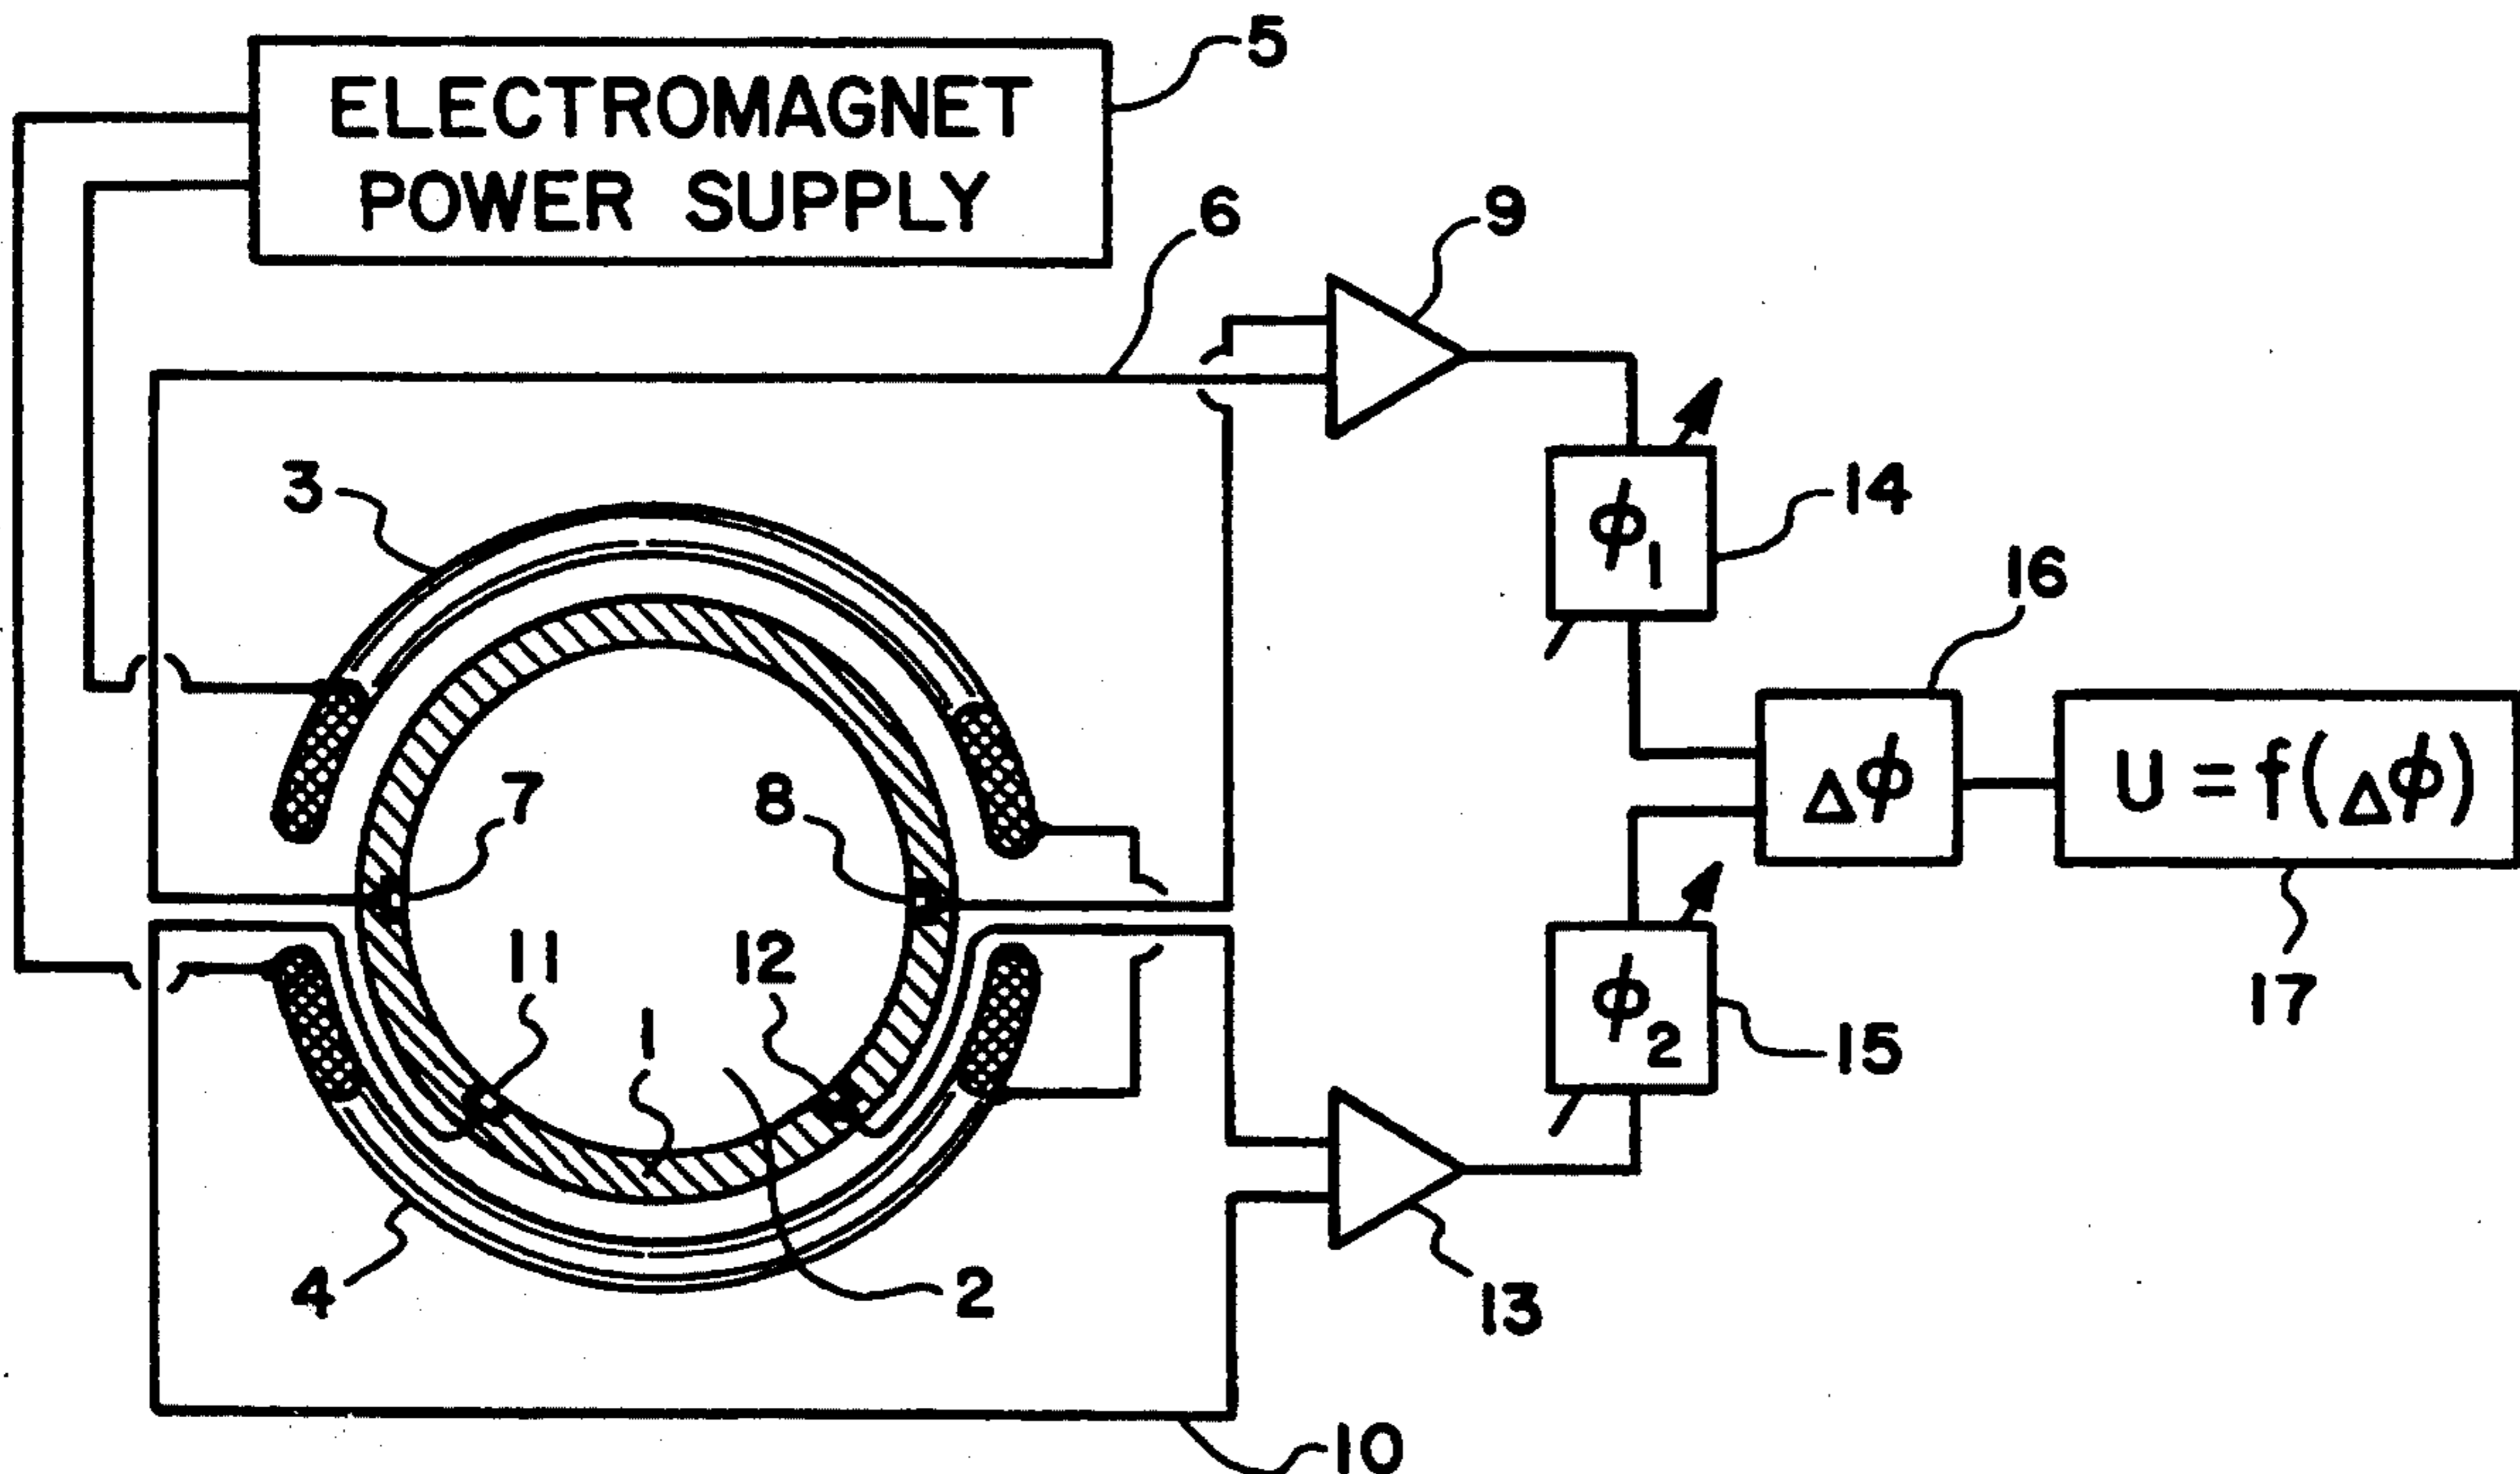 5
ELECTROMAGNET
POWER SUPPLY
6
9
3
14
ϕ1
16
7
8
Δϕ
U = f(Δϕ)
11
12
1
ϕ2
17
15
4
2
13
10